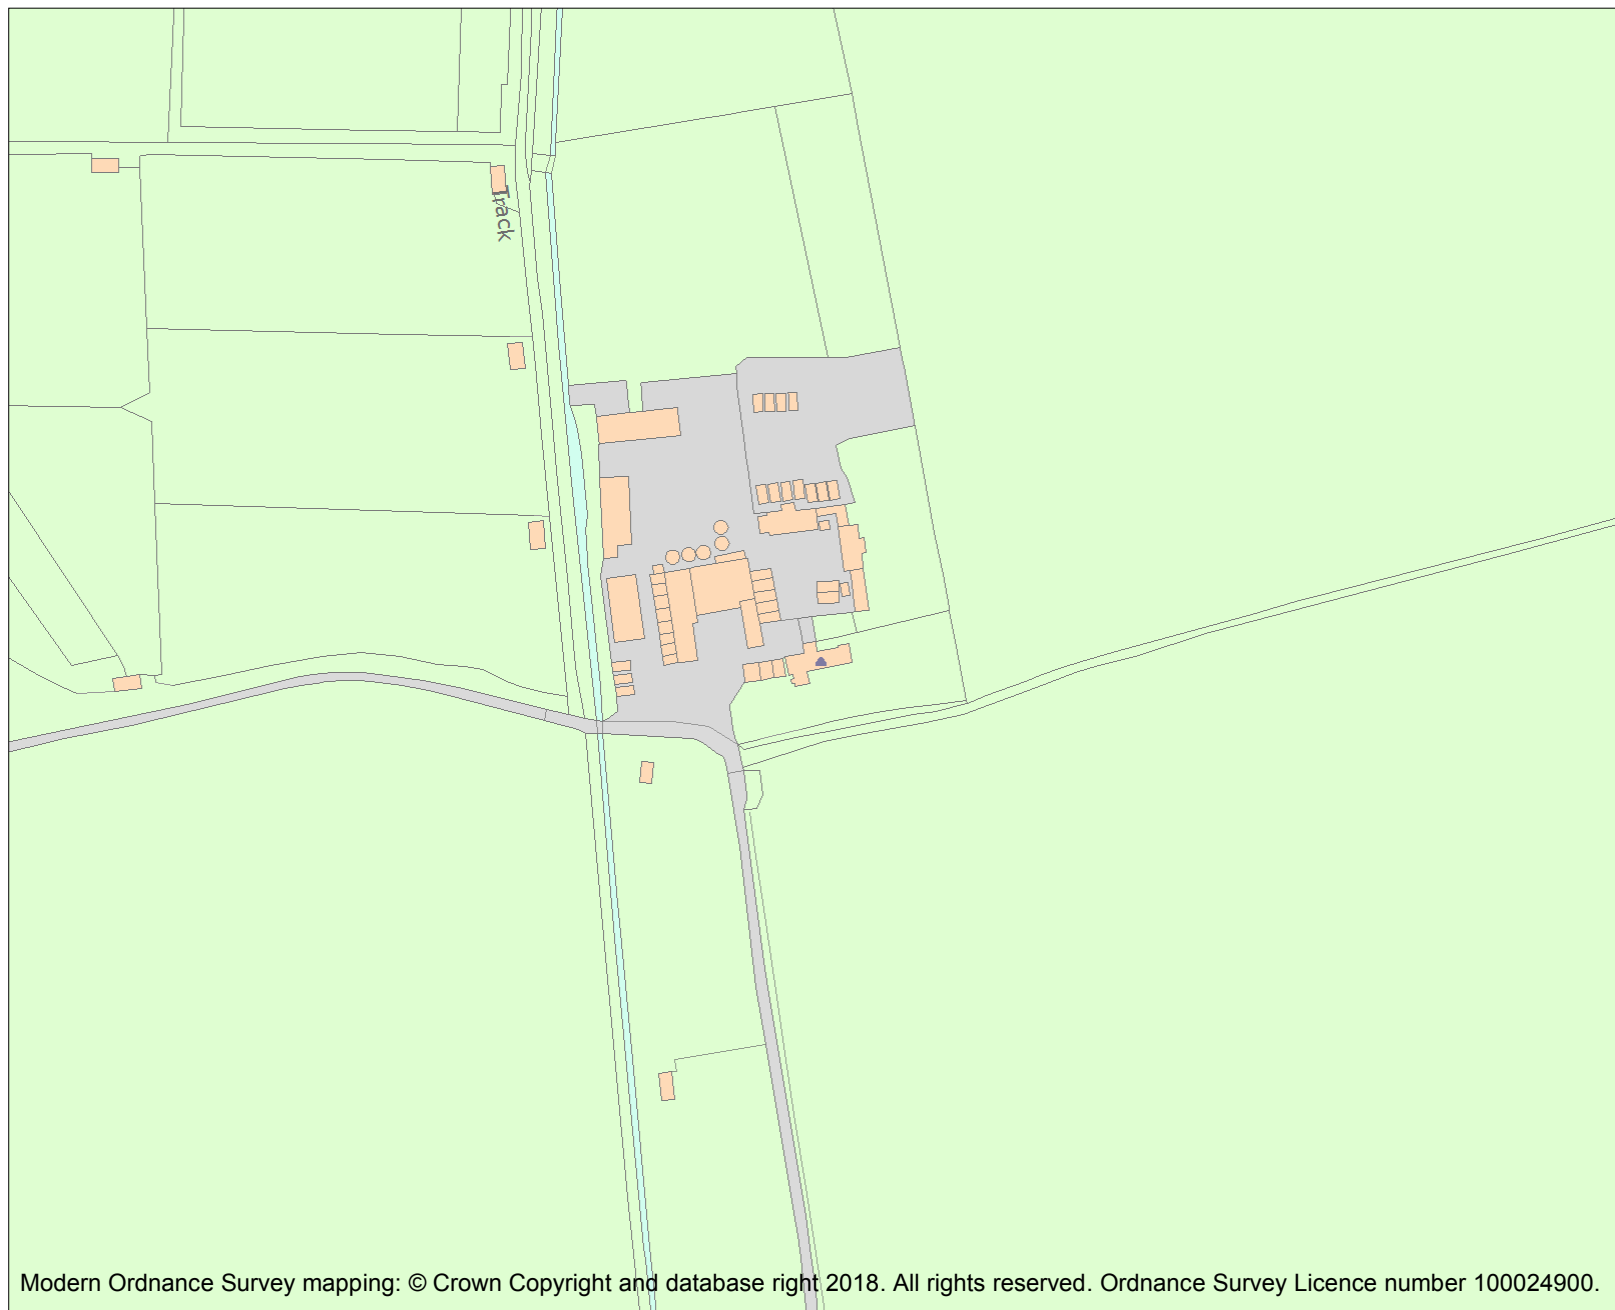 Track
Modern Ordnance Survey mapping: © Crown Copyright and database right 2018. All rights reserved. Ordnance Survey Licence number 100024900.